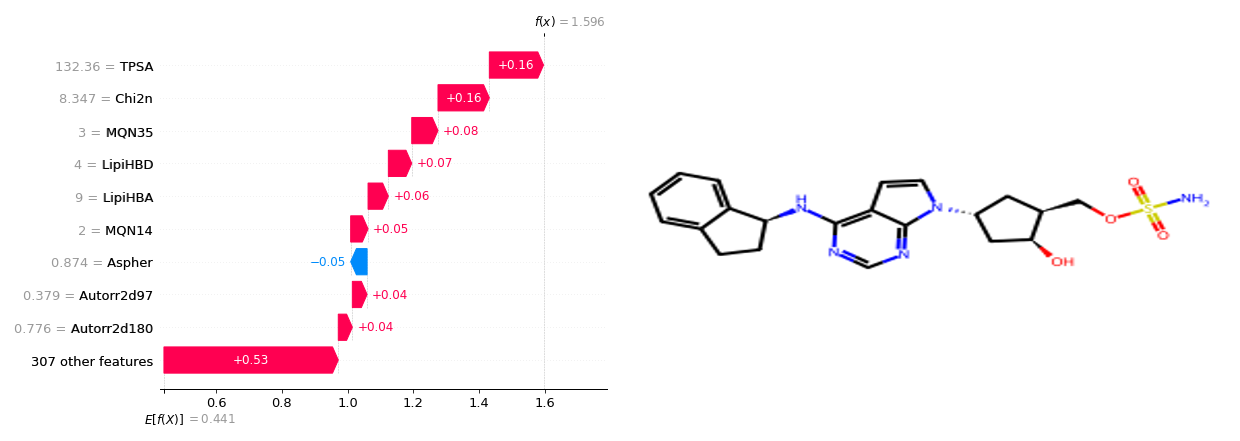 f(x) = 1.596
132.36 = TPSA
+0.16
8.347 = Chi2n
+0.16
3 = MQN35
+0.08
4 = LipiHBD
+0.07
9 = LipiHBA
+0.06
2 = MQN14
+0.05
0.874 = Aspher
−0.05
0.379 = Autorr2d97
+0.04
0.776 = Autorr2d180
+0.04
307 other features
+0.53
0.6 0.8 1.0 1.2 1.4 1.6
E[f(X)] = 0.441
H
N
N
N
N
O
S
O
O
NH₂
OH